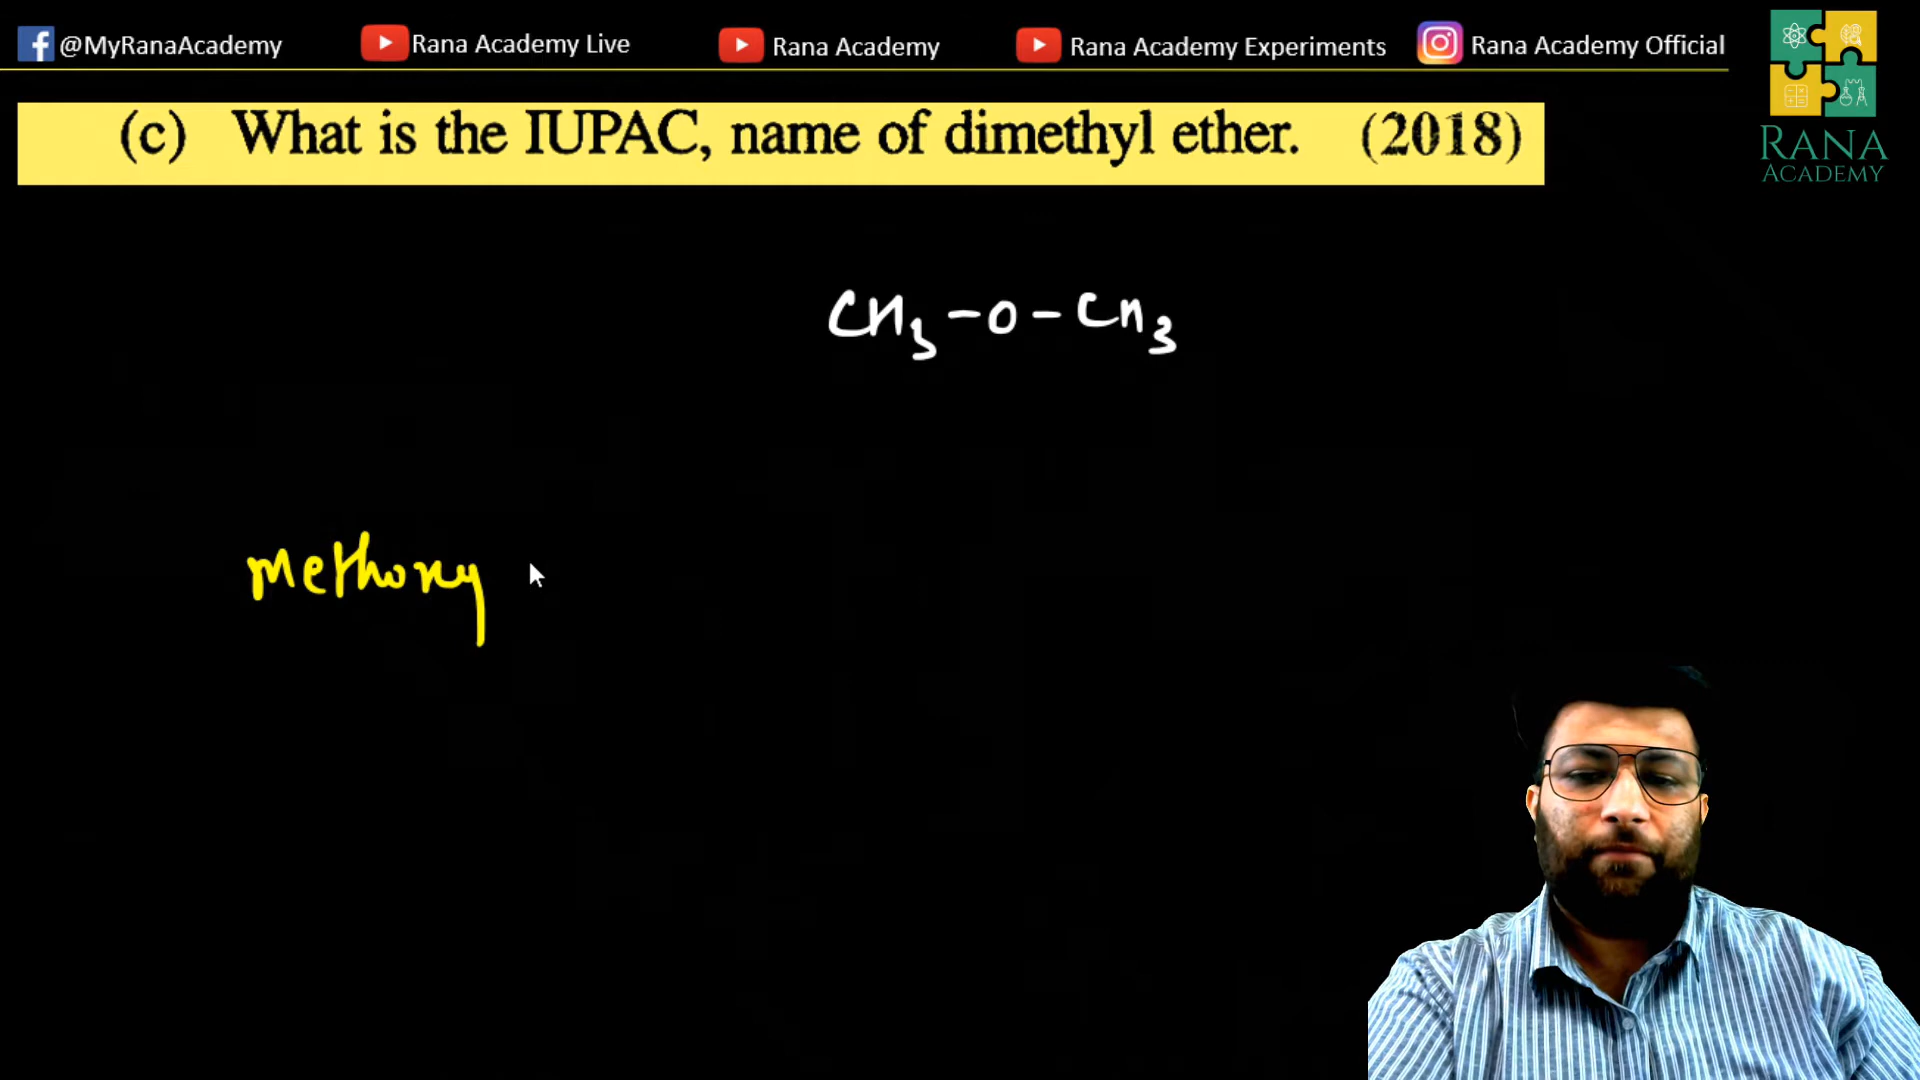 @MyRanaAcademy Rana Academy Live Rana Academy Rana Academy Experiments Rana Academy Official
RANA
ACADEMY
(c) What is the IUPAC, name of dimethyl ether. (2018)
CH3-O-CH3
Methoxy